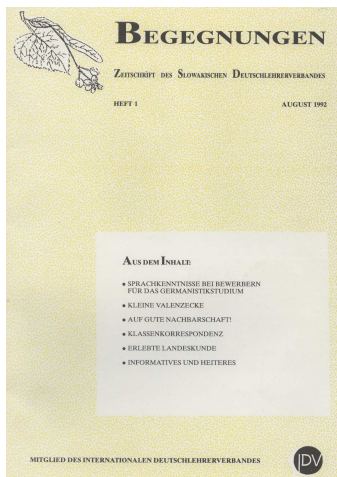 BEGEGNUNGEN
ZEITSCHRIFT DES SLOWAKISCHEN DEUTSCHLEHRERVERBANDES
HEFT 1
AUGUST 1992
AUS DEM INHALT:
• SPRACHKENNTNISSE BEI BEWERBERN
FÜR DAS GERMANISTIKSTUDIUM
• KLEINE VALENZECKE
• AUF GUTE NACHBARSCHAFT!
• KLASSENKORRESPONDENZ
• ERLEBTE LANDESKUNDE
• INFORMATIVES UND HEITERES
MITGLIED DES INTERNATIONALEN DEUTSCHLEHRERVERBANDES
IDV